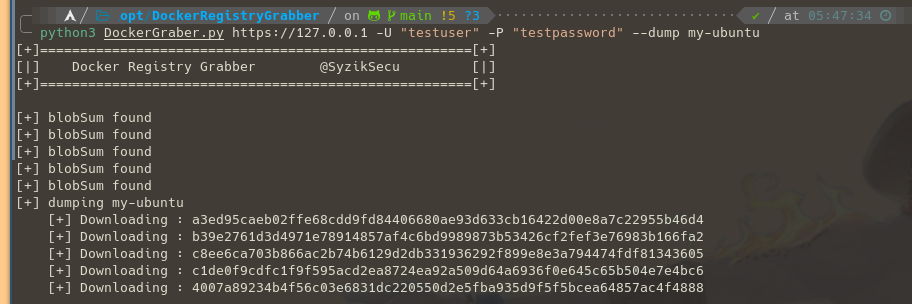 / opt/DockerRegistryGrabber / on main !5 ?3 ✔ / at 05:47:34
python3 DockerGraber.py https://127.0.0.1 -U "testuser" -P "testpassword" --dump my-ubuntu
[+]======================================================[+]
[|]    Docker Registry Grabber        @SyzikSecu         [|]
[+]======================================================[+]
[+] blobSum found
[+] blobSum found
[+] blobSum found
[+] blobSum found
[+] blobSum found
[+] dumping my-ubuntu
[+] Downloading : a3ed95caeb02ffe68cdd9fd84406680ae93d633cb16422d00e8a7c22955b46d4
[+] Downloading : b39e2761d3d4971e78914857af4c6bd9989873b53426cf2fef3e76983b166fa2
[+] Downloading : c8ee6ca703b866ac2b74b6129d2db331936292f899e8e3a794474fdf81343605
[+] Downloading : c1de0f9cdfc1f9f595acd2ea8724ea92a509d64a6936f0e645c65b504e7e4bc6
[+] Downloading : 4007a89234b4f56c03e6831dc220550d2e5fba935d9f5f5bcea64857ac4f4888